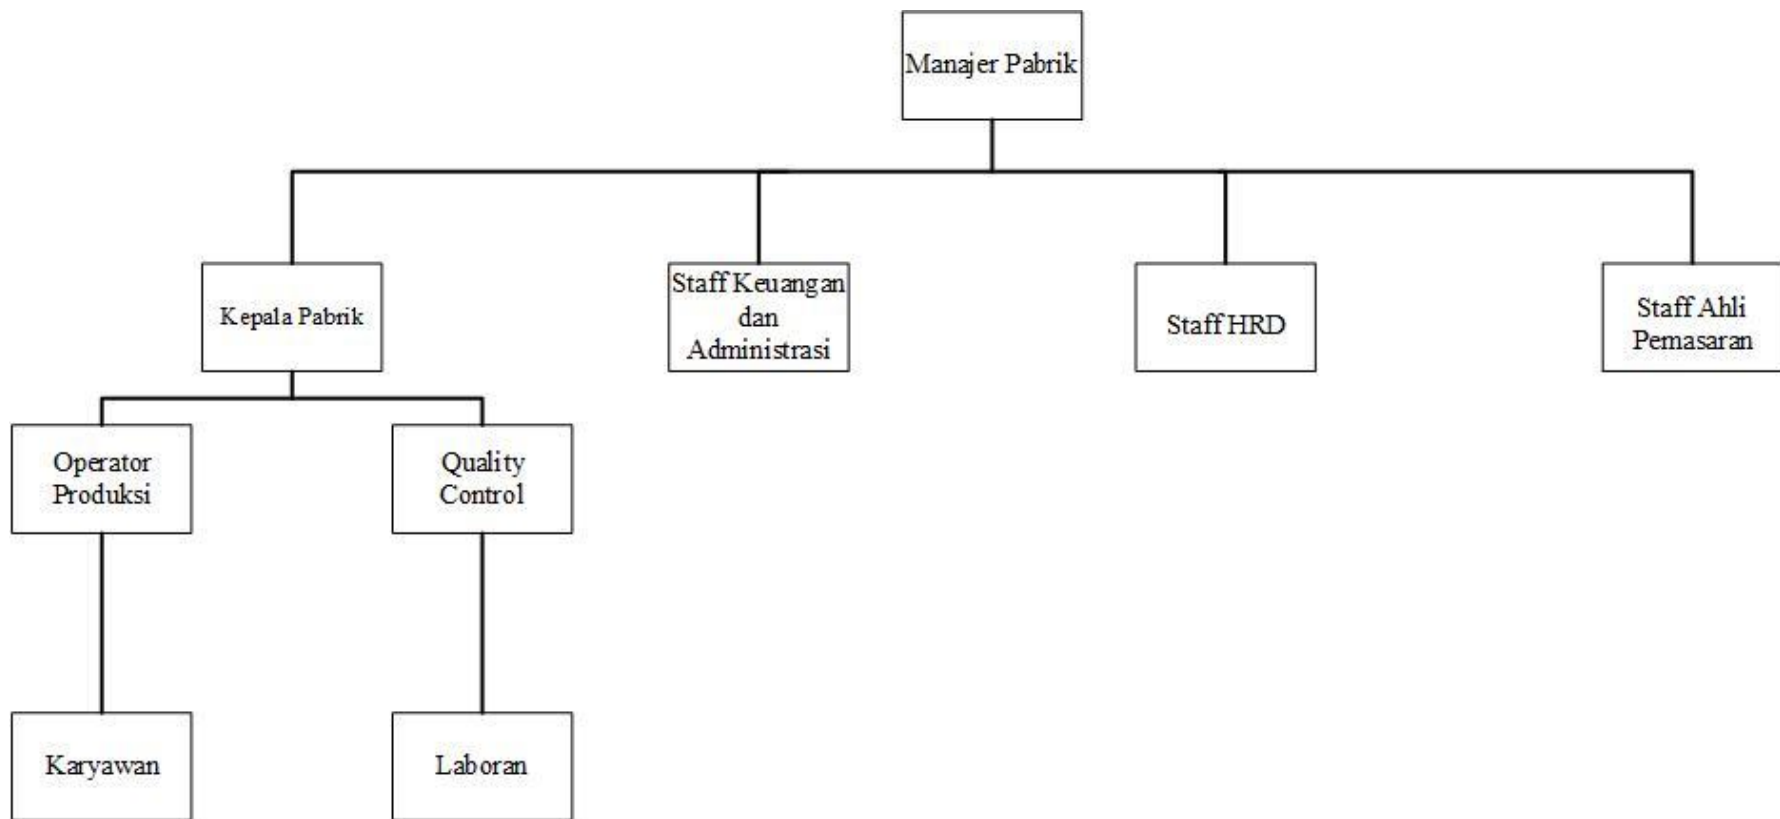 Manajer Pabrik
Kepala Pabrik
Staff Keuangan
dan
Administrasi
Staff HRD
Staff Ahli
Pemasaran
Operator
Produksi
Quality
Control
Karyawan
Laboran